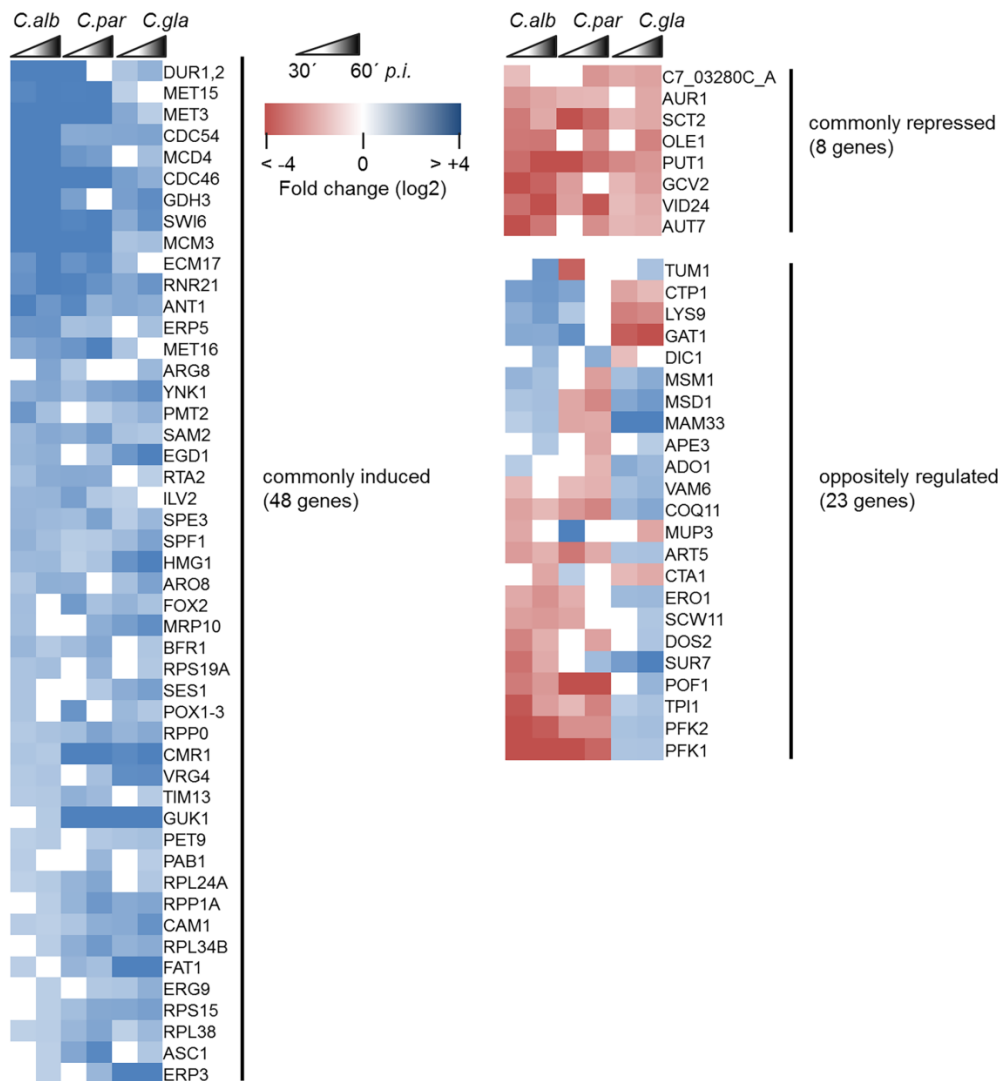 C.alb C.par C.gla
DUR1,2
MET15
MET3
CDC54
MCD4
CDC46
GDH3
SWI6
MCM3
ECM17
RNR21
ANT1
ERP5
MET16
ARG8
YNK1
PMT2
SAM2
EGD1
RTA2
ILV2
SPE3
SPF1
HMG1
ARO8
FOX2
MRP10
BFR1
RPS19A
SES1
POX1-3
RPP0
CMR1
VRG4
TIM13
GUK1
PET9
PAB1
RPL24A
RPP1A
CAM1
RPL34B
FAT1
ERG9
RPS15
RPL38
ASC1
ERP3
commonly induced
(48 genes)
30´ 60´ p.i.
< -4 0 > +4
Fold change (log2)
C.alb C.par C.gla
C7_03280C_A
AUR1
SCT2
OLE1
PUT1
GCV2
VID24
AUT7
commonly repressed
(8 genes)
TUM1
CTP1
LYS9
GAT1
DIC1
MSM1
MSD1
MAM33
APE3
ADO1
VAM6
COQ11
MUP3
ART5
CTA1
ERO1
SCW11
DOS2
SUR7
POF1
TPI1
PFK2
PFK1
oppositely regulated
(23 genes)